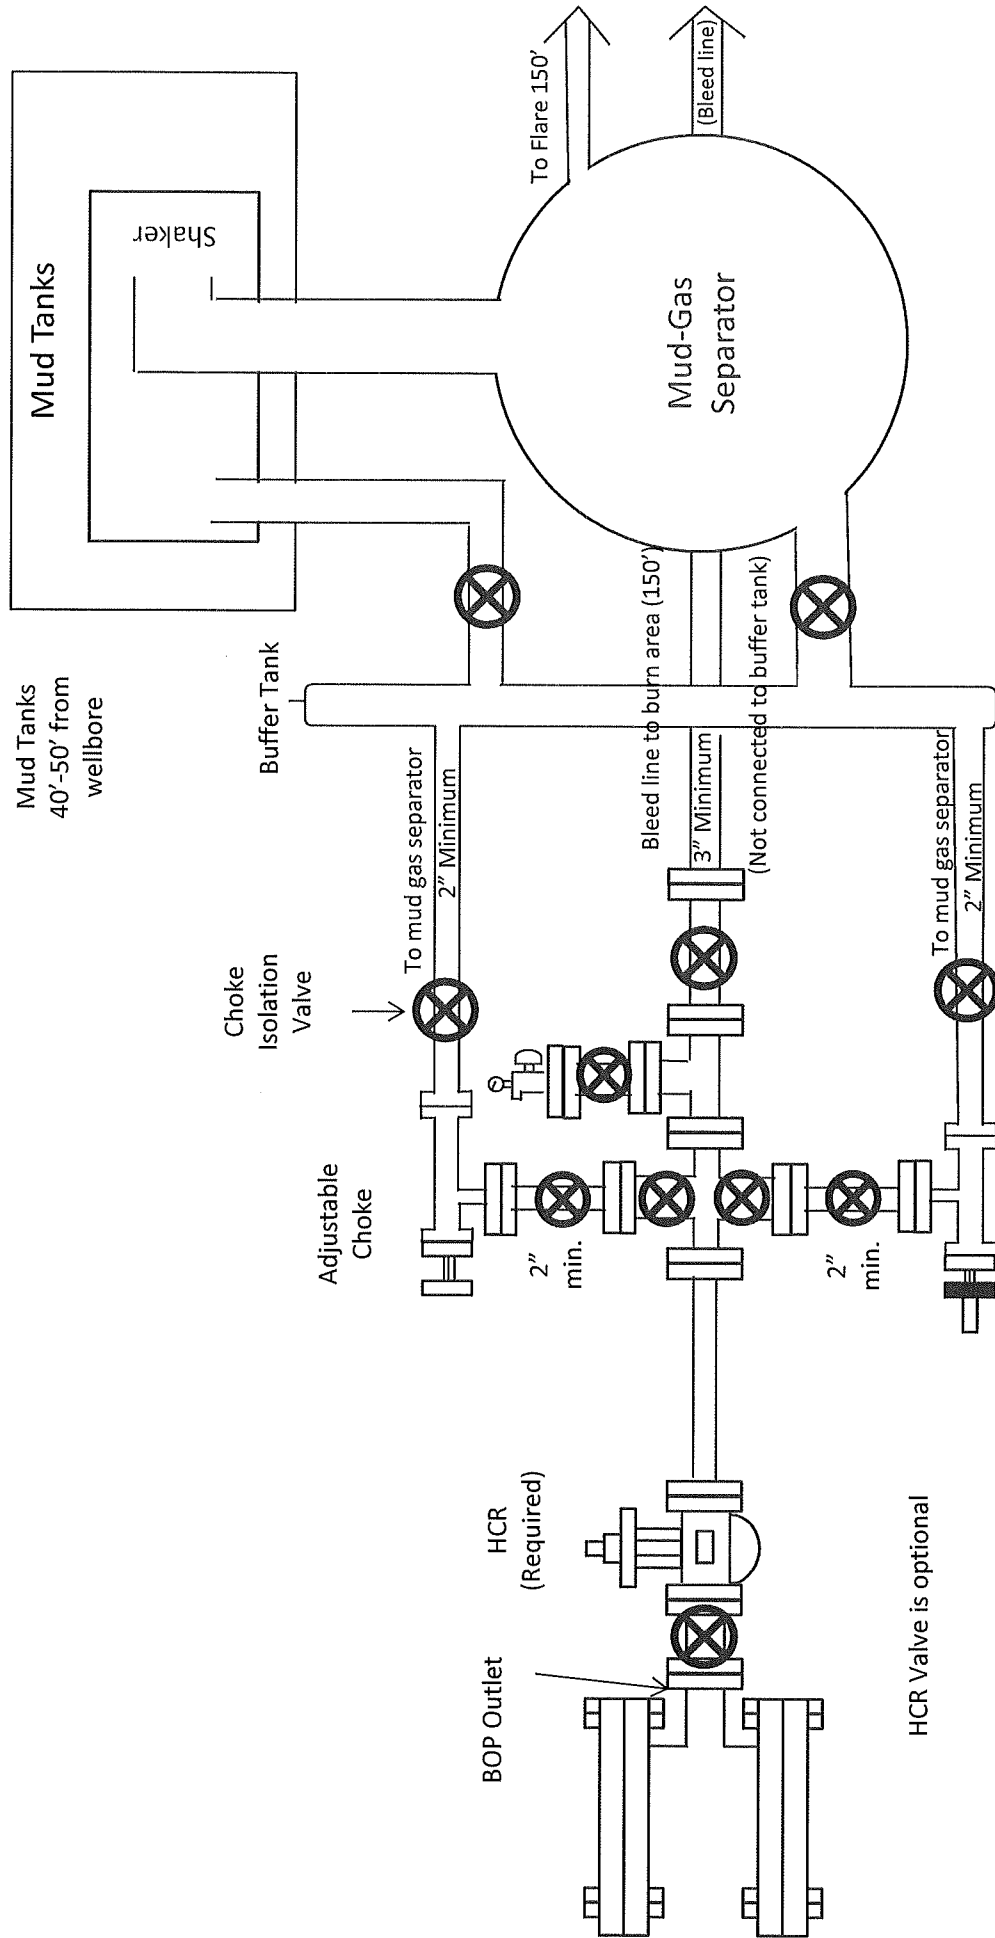 Mud Tanks
Shaker
Mud Tanks
40’-50’ from
wellbore
Buffer Tank
To Flare 150’
(Bleed line)
Mud-Gas
Separator
Bleed line to burn area (150’)
3” Minimum
(Not connected to buffer tank)
To mud gas separator
2” Minimum
To mud gas separator
2” Minimum
Choke
Isolation
Valve
Adjustable
Choke
2”
min.
2”
min.
HCR
(Required)
BOP Outlet
HCR Valve is optional